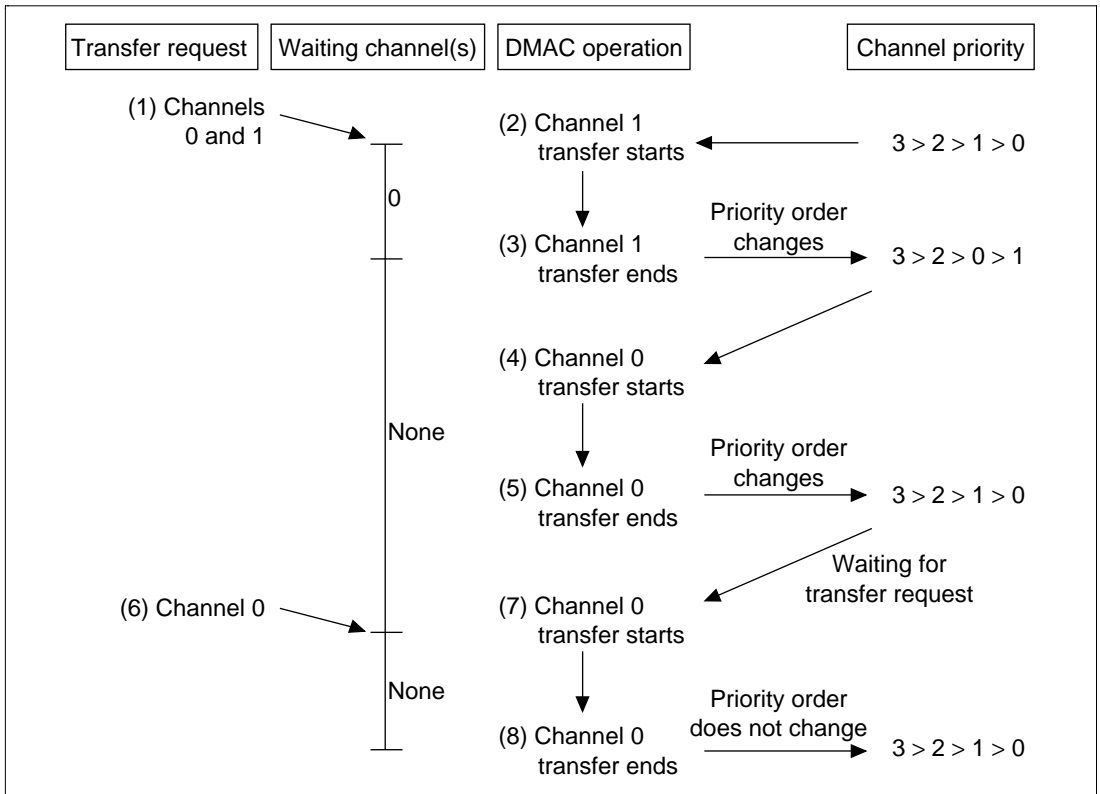 Transfer request
Waiting channel(s)
DMAC operation
Channel priority
(1) Channels
0 and 1
(2) Channel 1
transfer starts
3 > 2 > 1 > 0
0
(3) Channel 1
transfer ends
Priority order
changes
3 > 2 > 0 > 1
(4) Channel 0
transfer starts
None
(5) Channel 0
transfer ends
Priority order
changes
3 > 2 > 1 > 0
Waiting for
transfer request
(6) Channel 0
(7) Channel 0
transfer starts
None
(8) Channel 0
transfer ends
Priority order
does not change
3 > 2 > 1 > 0